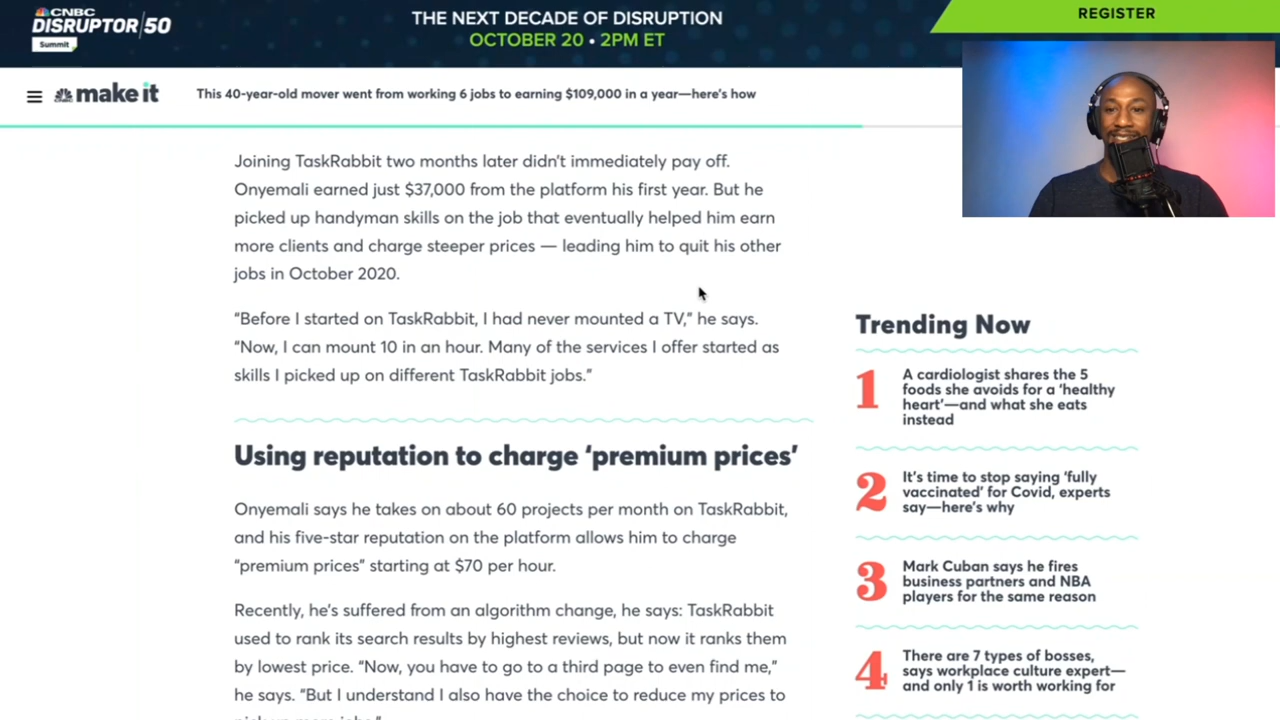 CNBC
DISRUPTOR/50
Summit
THE NEXT DECADE OF DISRUPTION
OCTOBER 20 • 2PM ET
REGISTER
make it
This 40-year-old mover went from working 6 jobs to earning $109,000 in a year—here's how
Joining TaskRabbit two months later didn't immediately pay off.
Onyemali earned just $37,000 from the platform his first year. But he
picked up handyman skills on the job that eventually helped him earn
more clients and charge steeper prices — leading him to quit his other
jobs in October 2020.
"Before I started on TaskRabbit, I had never mounted a TV," he says.
"Now, I can mount 10 in an hour. Many of the services I offer started as
skills I picked up on different TaskRabbit jobs."
Using reputation to charge 'premium prices'
Onyemali says he takes on about 60 projects per month on TaskRabbit,
and his five-star reputation on the platform allows him to charge
"premium prices" starting at $70 per hour.
Recently, he's suffered from an algorithm change, he says: TaskRabbit
used to rank its search results by highest reviews, but now it ranks them
by lowest price. "Now, you have to go to a third page to even find me,"
he says. "But I understand I also have the choice to reduce my prices to
Trending Now
1
A cardiologist shares the 5
foods she avoids for a 'healthy
heart'—and what she eats
instead
2
It's time to stop saying 'fully
vaccinated' for Covid, experts
say—here's why
3
Mark Cuban says he fires
business partners and NBA
players for the same reason
4
There are 7 types of bosses,
says workplace culture expert—
and only 1 is worth working for